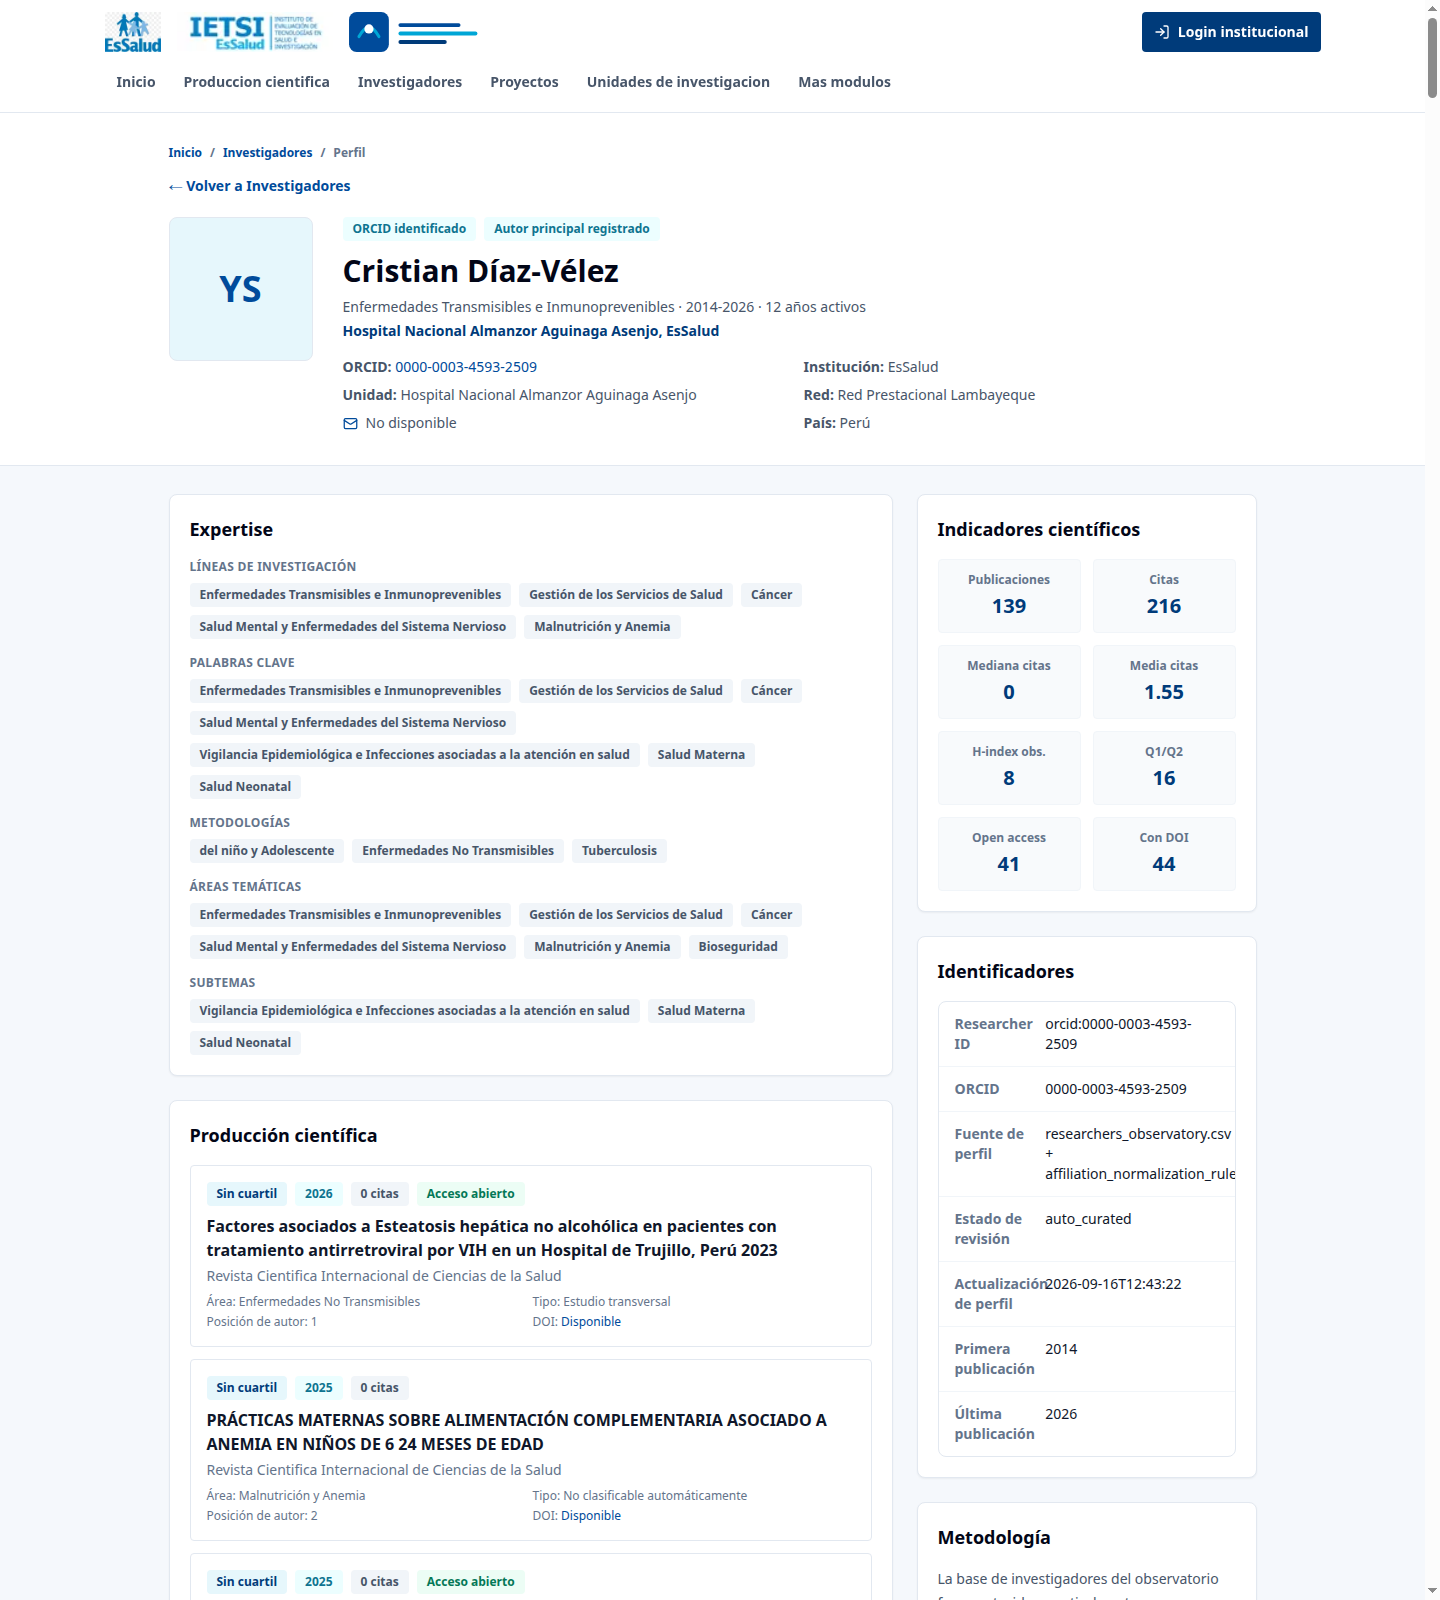 EsSalud
IETSI
EsSalud
INSTITUTO DE
EVALUACIÓN DE
TECNOLOGÍAS EN
SALUD E
INVESTIGACIÓN
Login institucional
Inicio
Produccion cientifica
Investigadores
Proyectos
Unidades de investigacion
Mas modulos
Inicio / Investigadores / Perfil
← Volver a Investigadores
YS
ORCID identificado
Autor principal registrado
Cristian Díaz-Vélez
Enfermedades Transmisibles e Inmunoprevenibles · 2014-2026 · 12 años activos
Hospital Nacional Almanzor Aguinaga Asenjo, EsSalud
ORCID: 0000-0003-4593-2509
Institución: EsSalud
Unidad: Hospital Nacional Almanzor Aguinaga Asenjo
Red: Red Prestacional Lambayeque
No disponible
País: Perú
Expertise
LÍNEAS DE INVESTIGACIÓN
Enfermedades Transmisibles e Inmunoprevenibles
Gestión de los Servicios de Salud
Cáncer
Salud Mental y Enfermedades del Sistema Nervioso
Malnutrición y Anemia
PALABRAS CLAVE
Enfermedades Transmisibles e Inmunoprevenibles
Gestión de los Servicios de Salud
Cáncer
Salud Mental y Enfermedades del Sistema Nervioso
Vigilancia Epidemiológica e Infecciones asociadas a la atención en salud
Salud Materna
Salud Neonatal
METODOLOGÍAS
del niño y Adolescente
Enfermedades No Transmisibles
Tuberculosis
ÁREAS TEMÁTICAS
Enfermedades Transmisibles e Inmunoprevenibles
Gestión de los Servicios de Salud
Cáncer
Salud Mental y Enfermedades del Sistema Nervioso
Malnutrición y Anemia
Bioseguridad
SUBTEMAS
Vigilancia Epidemiológica e Infecciones asociadas a la atención en salud
Salud Materna
Salud Neonatal
Producción científica
Sin cuartil
2026
0 citas
Acceso abierto
Factores asociados a Esteatosis hepática no alcohólica en pacientes con
tratamiento antirretroviral por VIH en un Hospital de Trujillo, Perú 2023
Revista Cientifica Internacional de Ciencias de la Salud
Área: Enfermedades No Transmisibles
Tipo: Estudio transversal
Posición de autor: 1
DOI: Disponible
Sin cuartil
2025
0 citas
PRÁCTICAS MATERNAS SOBRE ALIMENTACIÓN COMPLEMENTARIA ASOCIADO A
ANEMIA EN NIÑOS DE 6 24 MESES DE EDAD
Revista Cientifica Internacional de Ciencias de la Salud
Área: Malnutrición y Anemia
Tipo: No clasificable automáticamente
Posición de autor: 2
DOI: Disponible
Sin cuartil
2025
0 citas
Acceso abierto
Indicadores científicos
Publicaciones
139
Citas
216
Mediana citas
0
Media citas
1.55
H-index obs.
8
Q1/Q2
16
Open access
41
Con DOI
44
Identificadores
Researcher
ID
orcid:0000-0003-4593-
2509
ORCID
0000-0003-4593-2509
Fuente de
perfil
researchers_observatory.csv
+
affiliation_normalization_rule
Estado de
revisión
auto_curated
Actualización
de perfil
2026-09-16T12:43:22
Primera
publicación
2014
Última
publicación
2026
Metodología
La base de investigadores del observatorio